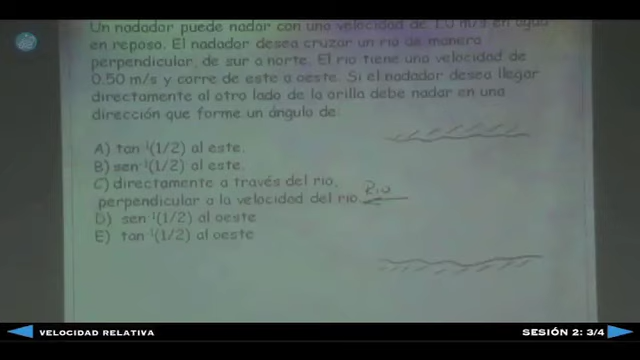 Un nadador puede nadar con una velocidad de 1.0 m/s en agua
en reposo. El nadador desea cruzar un río de manera
perpendicular, de sur a norte. El río tiene una velocidad de
0.50 m/s y corre de este a oeste. Si el nadador desea llegar
directamente al otro lado de la orilla debe nadar en una
dirección que forme un ángulo de:
A) tan⁻¹(1/2) al este.
B) sen⁻¹(1/2) al este.
C) directamente a través del río,
perpendicular a la velocidad del río
D) sen⁻¹(1/2) al oeste
E) tan⁻¹(1/2) al oeste
Río
VELOCIDAD RELATIVA
SESIÓN 2: 3/4